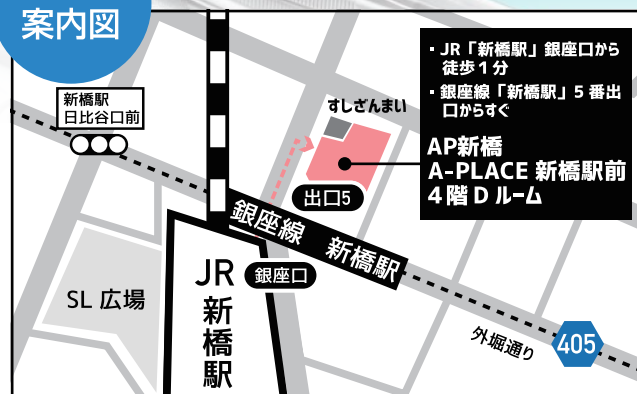 案内図
・JR「新橋駅」銀座口から
徒歩1分
・銀座線「新橋駅」5番出
口からすぐ
AP新橋
A-PLACE 新橋駅前
4階 D ルーム
新橋駅
日比谷口前
すしざんまい
出口5
銀座線 新橋駅
JR
新橋駅
銀座口
SL 広場
外堀通り
405